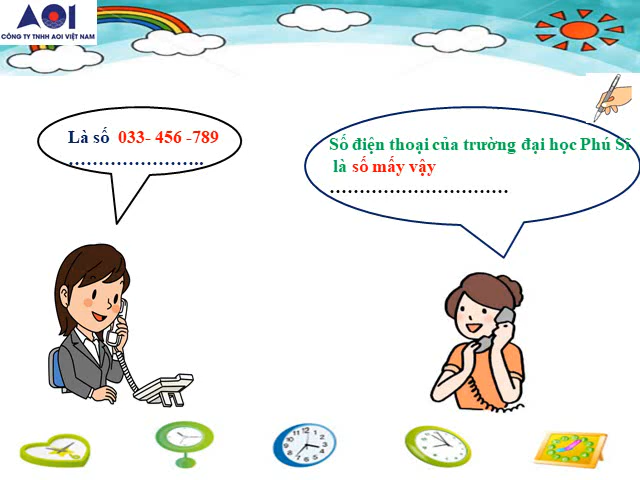 AOI
CÔNG TY TNHH AOI VIỆT NAM
Là số 033- 456 -789
……………………..
Số điện thoại của trường đại học Phú Sĩ
là số mấy vậy
…………………………